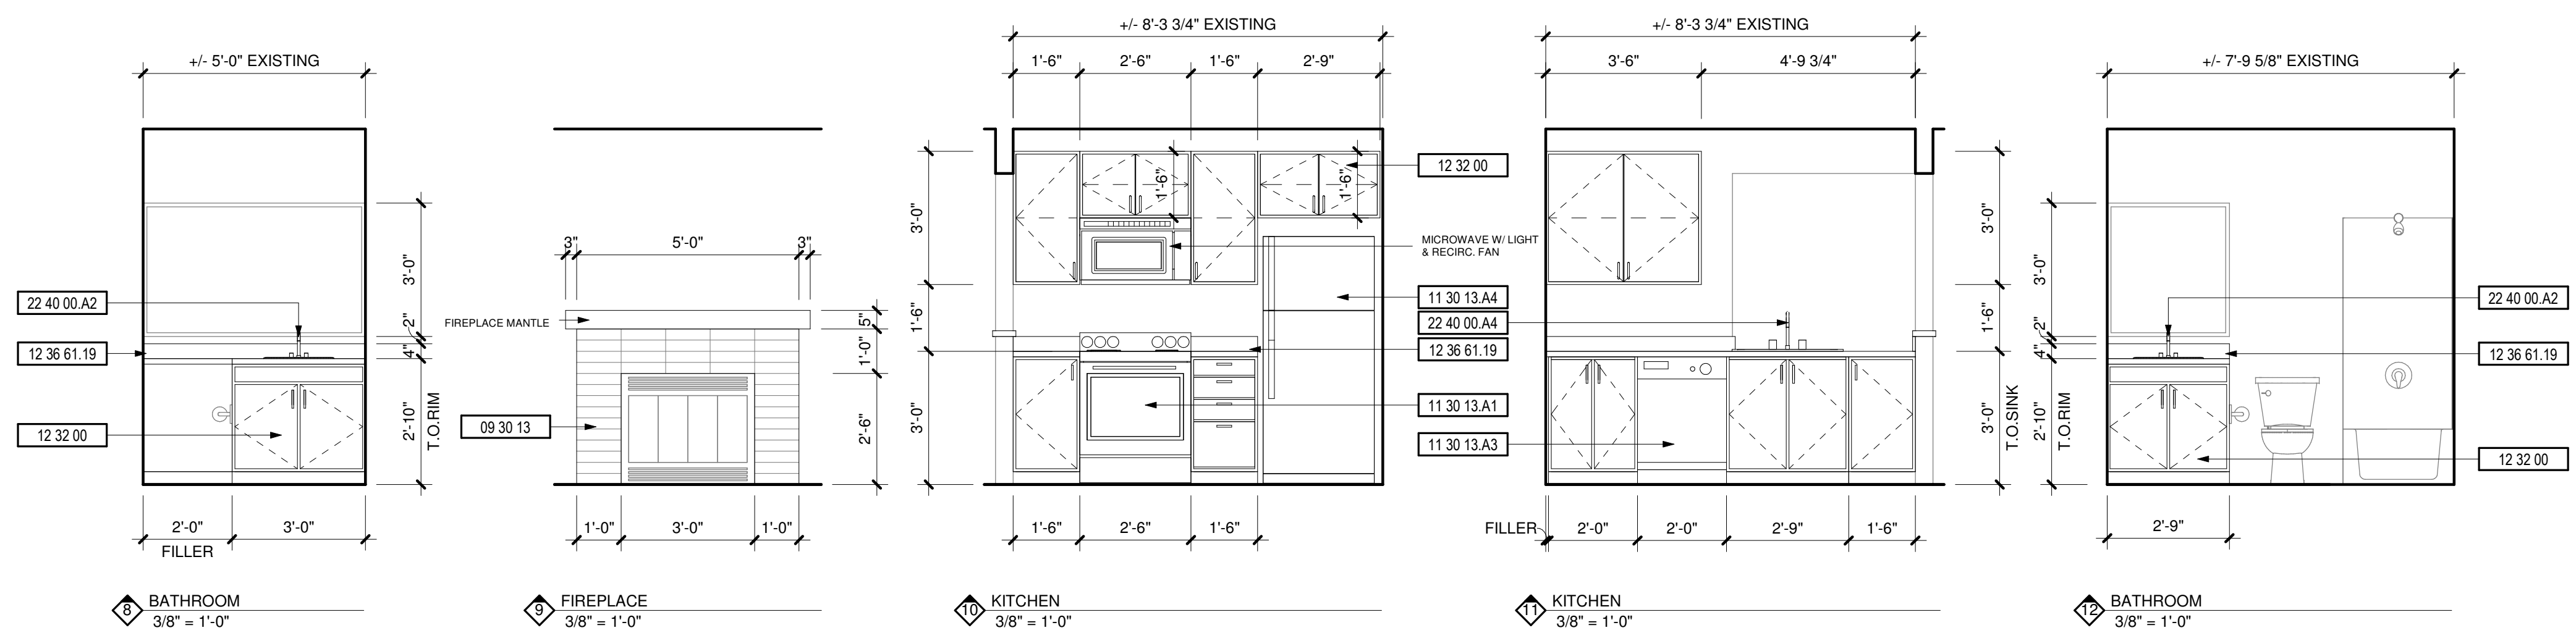 +/- 5'-0" EXISTING
22 40 00.A2
12 36 61.19
12 32 00
3'-0"
2"
4"
2'-10"
T.O.RIM
2'-0"
3'-0"
FILLER
8
BATHROOM
3/8" = 1'-0"
3"
5'-0"
3"
FIREPLACE MANTLE
09 30 13
5"
1'-0"
2'-6"
1'-0"
3'-0"
1'-0"
9
FIREPLACE
3/8" = 1'-0"
+/- 8'-3 3/4" EXISTING
1'-6"
2'-6"
1'-6"
2'-9"
3'-0"
1'-6"
3'-0"
1'-6"
1'-6"
12 32 00
MICROWAVE W/ LIGHT
& RECIRC. FAN
11 30 13.A4
22 40 00.A4
12 36 61.19
11 30 13.A1
11 30 13.A3
1'-6"
2'-6"
1'-6"
10
KITCHEN
3/8" = 1'-0"
+/- 8'-3 3/4" EXISTING
3'-6"
4'-9 3/4"
3'-0"
1'-6"
3'-0"
T.O.SINK
FILLER
2'-0"
2'-0"
2'-9"
1'-6"
11
KITCHEN
3/8" = 1'-0"
+/- 7'-9 5/8" EXISTING
3'-0"
2"
4"
2'-10"
T.O.RIM
22 40 00.A2
12 36 61.19
12 32 00
2'-9"
12
BATHROOM
3/8" = 1'-0"